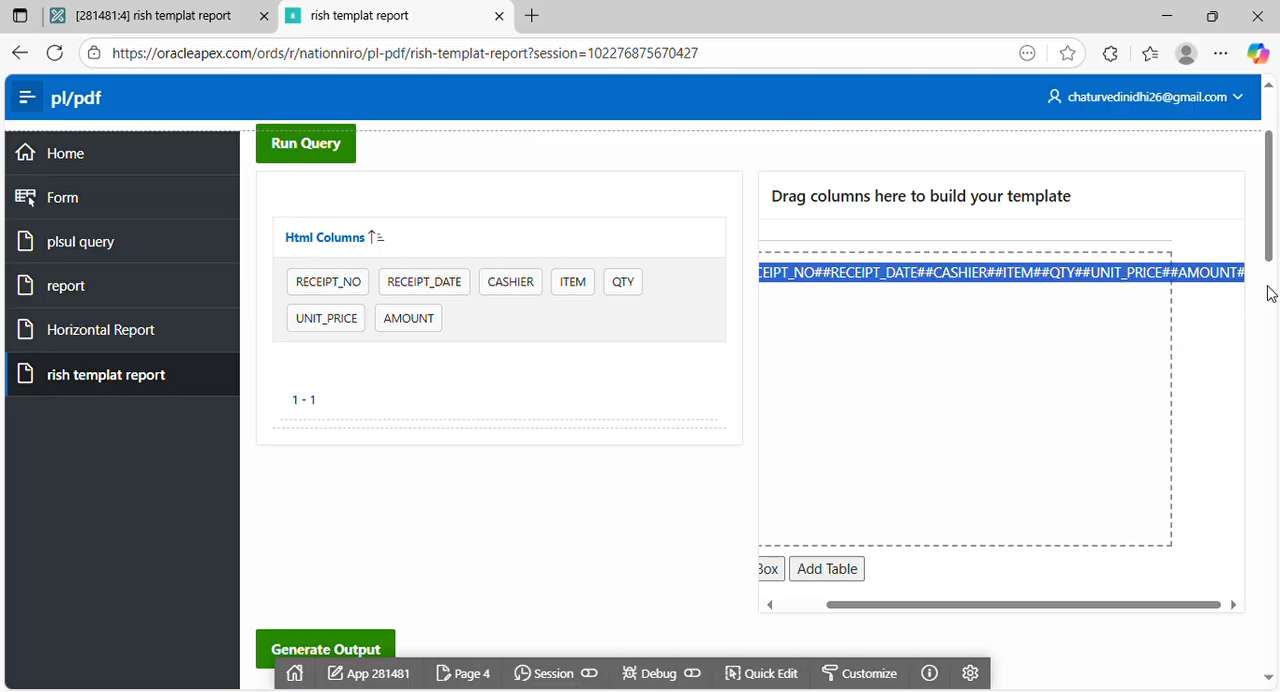 [281481:4] rish templat report
rish templat report
https://oracleapex.com/ords/r/nationniro/pl-pdf/rish-templat-report?session=102276875670427
pl/pdf
chaturvedinidhi26@gmail.com
Home
Form
plsul query
report
Horizontal Report
rish templat report
Run Query
Html Columns
RECEIPT_NO RECEIPT_DATE CASHIER ITEM QTY
UNIT_PRICE AMOUNT
1 - 1
Drag columns here to build your template
CEIPT_NO##RECEIPT_DATE##CASHIER##ITEM##QTY##UNIT_PRICE##AMOUNT#
Box Add Table
Generate Output
App 281481 Page 4 Session Debug Quick Edit Customize